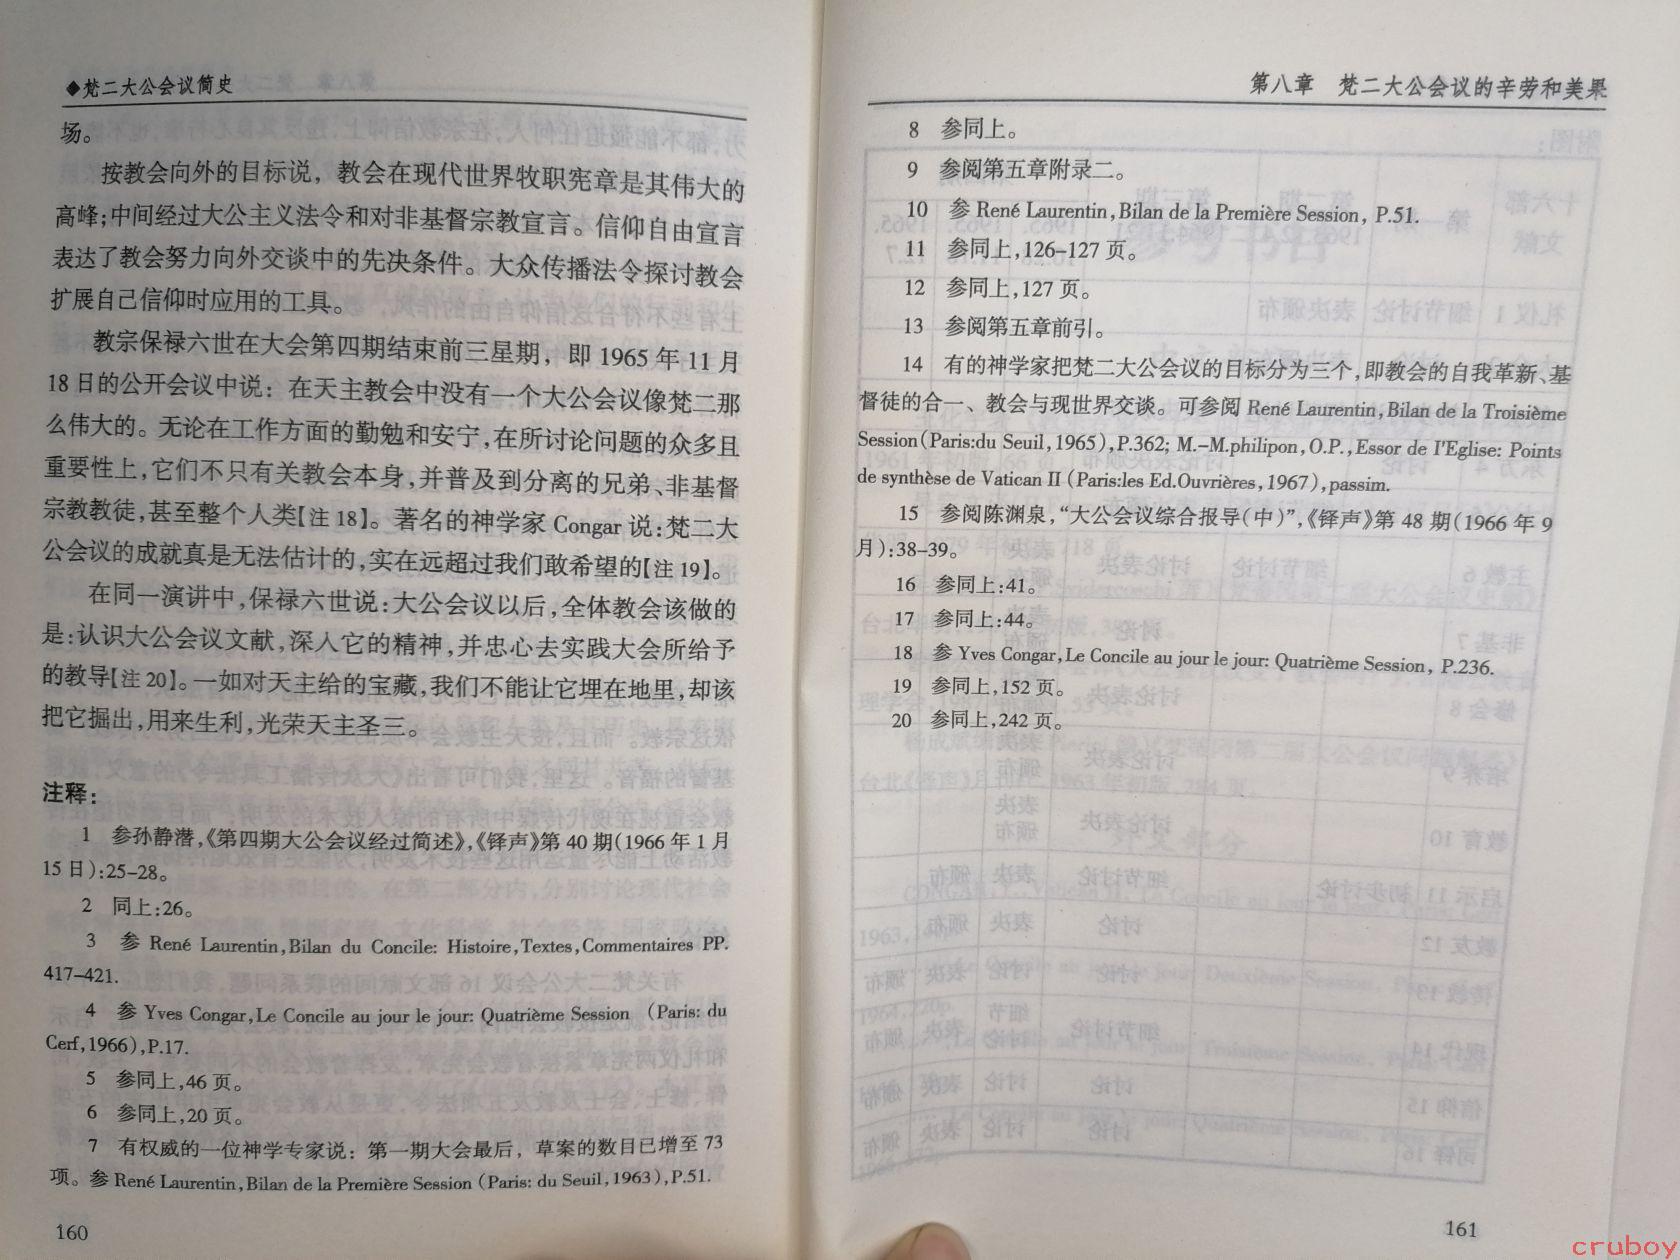 ◆梵二大公会议简史
场。
按教会向外的目标说，教会在现代世界牧职宪章是其伟大的
高峰；中间经过大公主义法令和对非基督宗教宣言。信仰自由宣言
表达了教会努力向外交谈中的先决条件。大众传播法令探讨教会
扩展自己信仰时应用的工具。
教宗保禄六世在大会第四期结束前三星期，即 1965 年 11 月
18 日的公开会议中说：在天主教会中没有一个大公会议像梵二那
么伟大的。无论在工作方面的勤勉和安宁，在所讨论问题的众多且
重要性上，它们不只有关教会本身，并普及到分离的兄弟、非基督
宗教教徒，甚至整个人类【注 18】。著名的神学家 Congar 说：梵二大
公会议的成就真是无法估计的，实在远超过我们敢希望的【注 19】。
在同一演讲中，保禄六世说：大公会议以后，全体教会该做的
是：认识大公会议文献，深入它的精神，并忠心去实践大会所给予
的教导【注 20】。一如对天主给的宝藏，我们不能让它埋在地里，却该
把它掘出，用来生利，光荣天主圣三。
注释：
1 参孙静潜，《第四期大公会议经过简述》，《铎声》第 40 期（1966 年 1 月
15 日）：25-28。
2 同上：26。
3 参 René Laurentin, Bilan du Concile: Histoire, Textes, Commentaires PP.
417-421.
4 参 Yves Congar, Le Concile au jour le jour: Quatrième Session （Paris: du
Cerf, 1966）, P.17.
5 参同上，46 页。
6 参同上，20 页。
7 有权威的一位神学专家说：第一期大会最后，草案的数目已增至 73
项。参 René Laurentin, Bilan de la Première Session（Paris: du Seuil, 1963）, P.51.
160
第八章 梵二大公会议的辛劳和美果
8 参同上。
9 参阅第五章附录二。
10 参 René Laurentin, Bilan de la Première Session, P.51.
11 参同上，126-127 页。
12 参同上，127 页。
13 参阅第五章前引。
14 有的神学家把梵二大公会议的目标分为三个，即教会的自我革新、基
督徒的合一、教会与现世界交谈。可参阅 René Laurentin, Bilan de la Troisième
Session（Paris:du Seuil, 1965）, P.362; M.-M.philipon, O.P., Essor de I'Eglise: Points
de synthèse de Vatican II（Paris:les Ed.Ouvrières, 1967）, passim.
15 参阅陈渊泉，“大公会议综合报导（中）”，《铎声》第 48 期（1966 年 9
月）：38-39。
16 参同上：41。
17 参同上：44。
18 参 Yves Congar, Le Concile au jour le jour: Quatrième Session, P.236.
19 参同上，152 页。
20 参同上，242 页。
161
cruboy